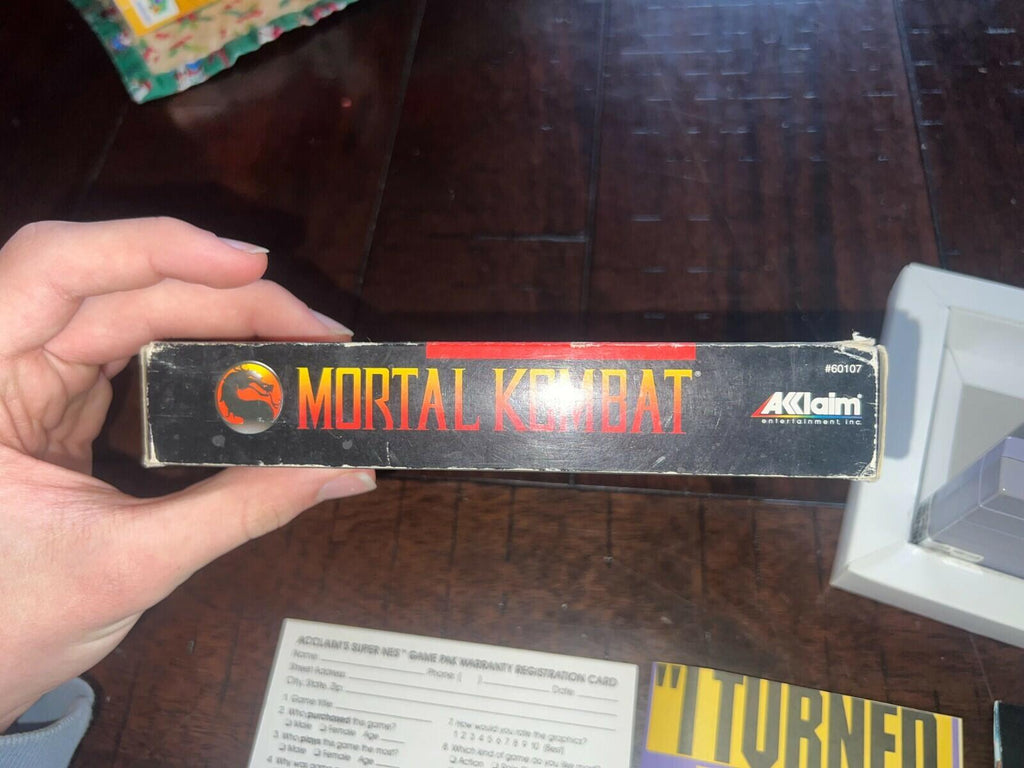 MORTAL KOMBAT®
#60107
AKKlaim®
entertainment, inc.
ACCLAIM'S SUPER NES™ GAME PAK WARRANTY REGISTRATION CARD
Name
Street Address Phone ( )
City, State, Zip Date
1. Game title
2. Who purchased the game?
❑ Male ❑ Female Age
3. Who plays the game the most?
❑ Male ❑ Female Age
7. How would you rate the graphics?
1 2 3 4 5 6 7 8 9 10 (Best)
8. Which kind of game do you like most?
❑ Action
"I TURNED